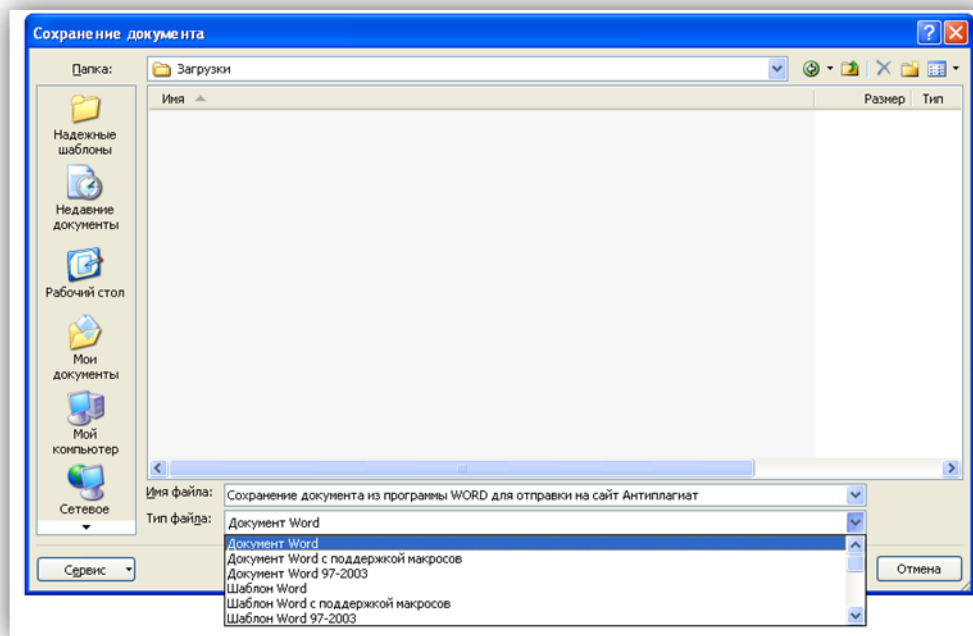 Сохранение документа
Папка:
Загрузки
Имя
Размер
Тип
Надежные
шаблоны
Недавние
документы
Рабочий стол
Мои
документы
Мой
компьютер
Сетевое
Имя файла:
Сохранение документа из программы WORD для отправки на сайт Антиплагиат
Тип файла:
Документ Word
Документ Word
Документ Word с поддержкой макросов
Документ Word 97-2003
Шаблон Word
Шаблон Word с поддержкой макросов
Шаблон Word 97-2003
Сервис
Отмена